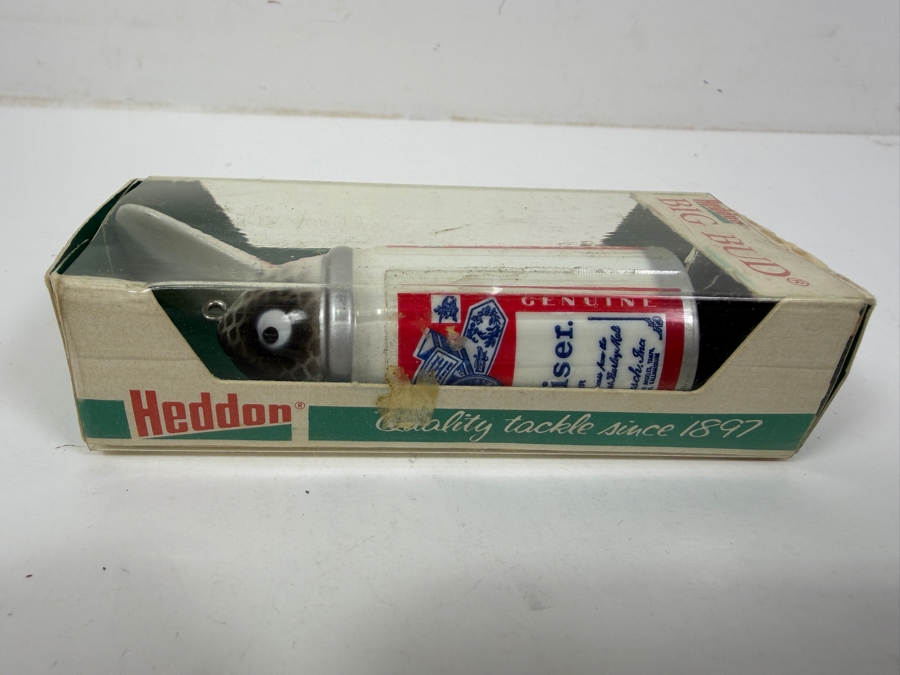 Heddon
BIG BUD®
GENUINE
iser.
Heddon®
Quality tackle since 1897